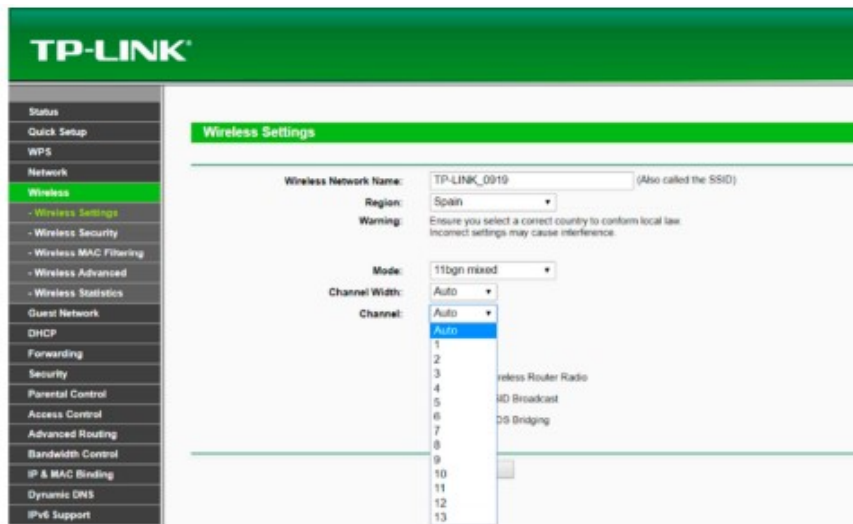 TP-LINK
Status
Quick Setup
WPS
Network
Wireless
- Wireless Settings
- Wireless Security
- Wireless MAC Filtering
- Wireless Advanced
- Wireless Statistics
Guest Network
DHCP
Forwarding
Security
Parental Control
Access Control
Advanced Routing
Bandwidth Control
IP & MAC Binding
Dynamic DNS
IPv6 Support
Wireless Settings
Wireless Network Name: TP-LINK_0919 (Also called the SSID)
Region: Spain
Warning: Ensure you select a correct country to conform local law.
Incorrect settings may cause interference.
Mode: 11bgn mixed
Channel Width: Auto
Channel: Auto
Auto
1
2
3
4
5
6
7
8
9
10
11
12
13
reless Router Radio
SID Broadcast
DS Bridging